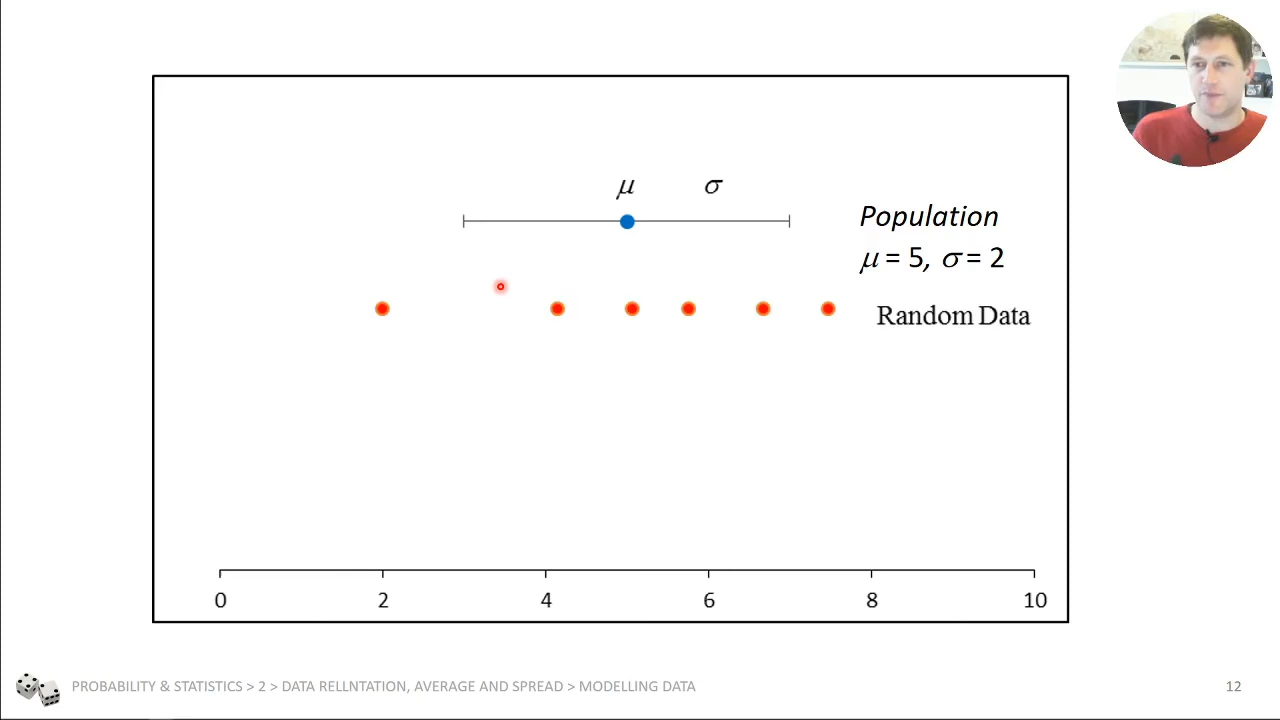 μ σ
Population
μ = 5, σ = 2
Random Data
0 2 4 6 8 10
PROBABILITY & STATISTICS > 2 > DATA RELLNTATION, AVERAGE AND SPREAD > MODELLING DATA
12